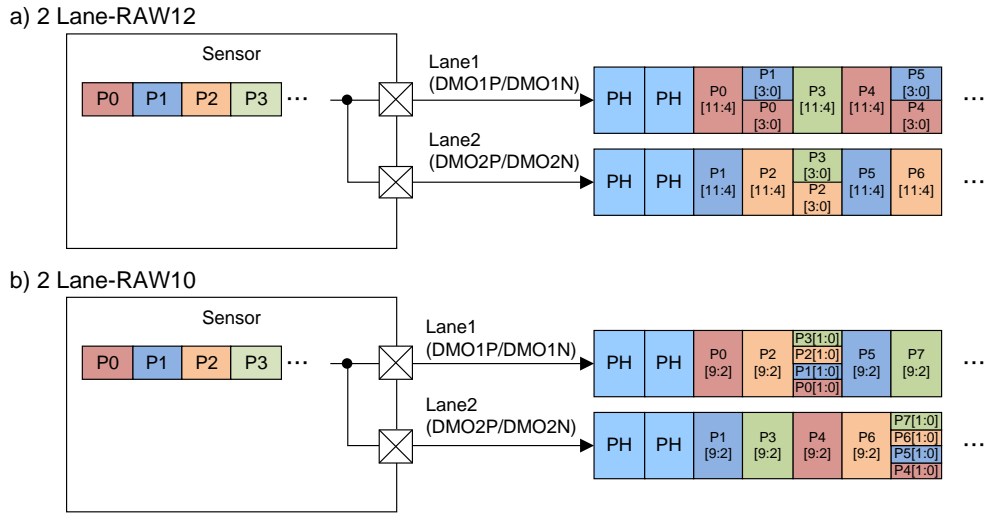 a) 2 Lane-RAW12
Sensor
P0 P1 P2 P3 ···
Lane1
(DMO1P/DMO1N)
PH PH P0 [11:4] P1 [3:0] P0 [3:0] P3 [11:4] P4 [11:4] P5 [3:0] P4 [3:0] ···
Lane2
(DMO2P/DMO2N)
PH PH P1 [11:4] P2 [11:4] P3 [3:0] P2 [3:0] P5 [11:4] P6 [11:4] ···
b) 2 Lane-RAW10
Sensor
P0 P1 P2 P3 ···
Lane1
(DMO1P/DMO1N)
PH PH P0 [9:2] P2 [9:2] P3[1:0] P2[1:0] P1[1:0] P0[1:0] P5 [9:2] P7 [9:2] ···
Lane2
(DMO2P/DMO2N)
PH PH P1 [9:2] P3 [9:2] P4 [9:2] P6 [9:2] P7[1:0] P6[1:0] P5[1:0] P4[1:0] ···